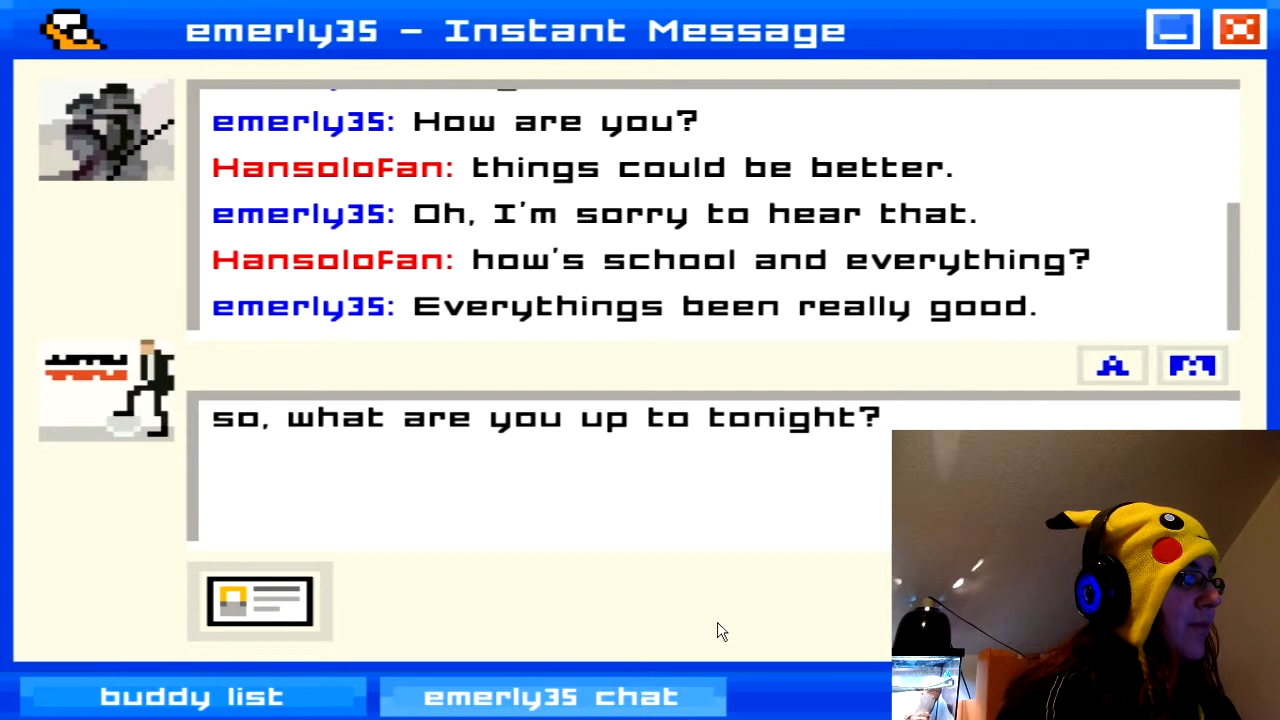 emerly35 - Instant Message
emerly35: How are you?
HansoloFan: things could be better.
emerly35: Oh, I'm sorry to hear that.
HansoloFan: how's school and everything?
emerly35: Everythings been really good.
A
so, what are you up to tonight?
buddy list
emerly35 chat